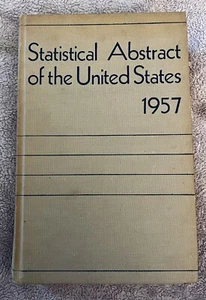 Statistical Abstract
of the United States
1957